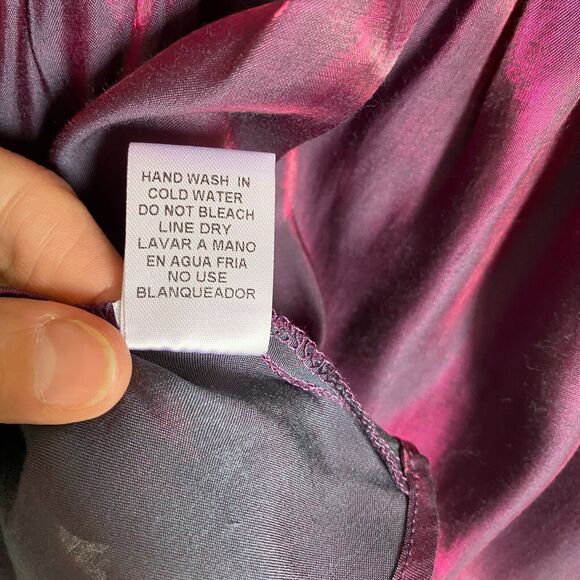 HAND WASH IN
COLD WATER
DO NOT BLEACH
LINE DRY
LAVAR A MANO
EN AGUA FRIA
NO USE
BLANQUEADOR